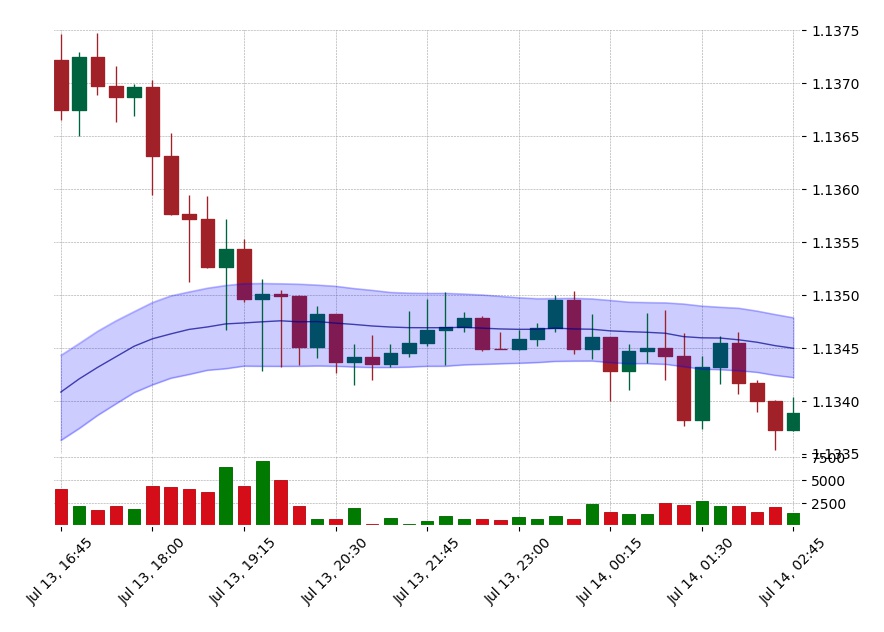 1.1375
1.1370
1.1365
1.1360
1.1355
1.1350
1.1345
1.1340
1.1335
7500
5000
2500
Jul 13, 16:45
Jul 13, 18:00
Jul 13, 19:15
Jul 13, 20:30
Jul 13, 21:45
Jul 13, 23:00
Jul 14, 00:15
Jul 14, 01:30
Jul 14, 02:45